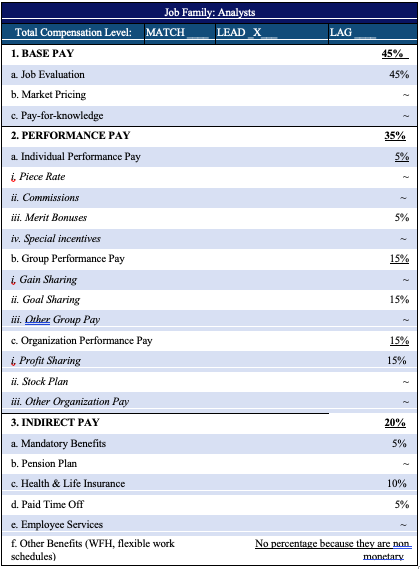 Job Family: Analysts
Total Compensation Level: MATCH____ LEAD _X___ LAG____
1. BASE PAY 45%
a. Job Evaluation 45%
b. Market Pricing ~
c. Pay-for-knowledge ~
2. PERFORMANCE PAY 35%
a. Individual Performance Pay 5%
i, Piece Rate ~
ii. Commissions ~
iii. Merit Bonuses 5%
iv. Special incentives ~
b. Group Performance Pay 15%
i, Gain Sharing ~
ii. Goal Sharing 15%
iii. Other Group Pay ~
c. Organization Performance Pay 15%
i, Profit Sharing 15%
ii. Stock Plan ~
iii. Other Organization Pay ~
3. INDIRECT PAY 20%
a. Mandatory Benefits 5%
b. Pension Plan ~
c. Health & Life Insurance 10%
d. Paid Time Off 5%
e. Employee Services ~
f. Other Benefits (WFH, flexible work No percentage because they are non
schedules) monetary